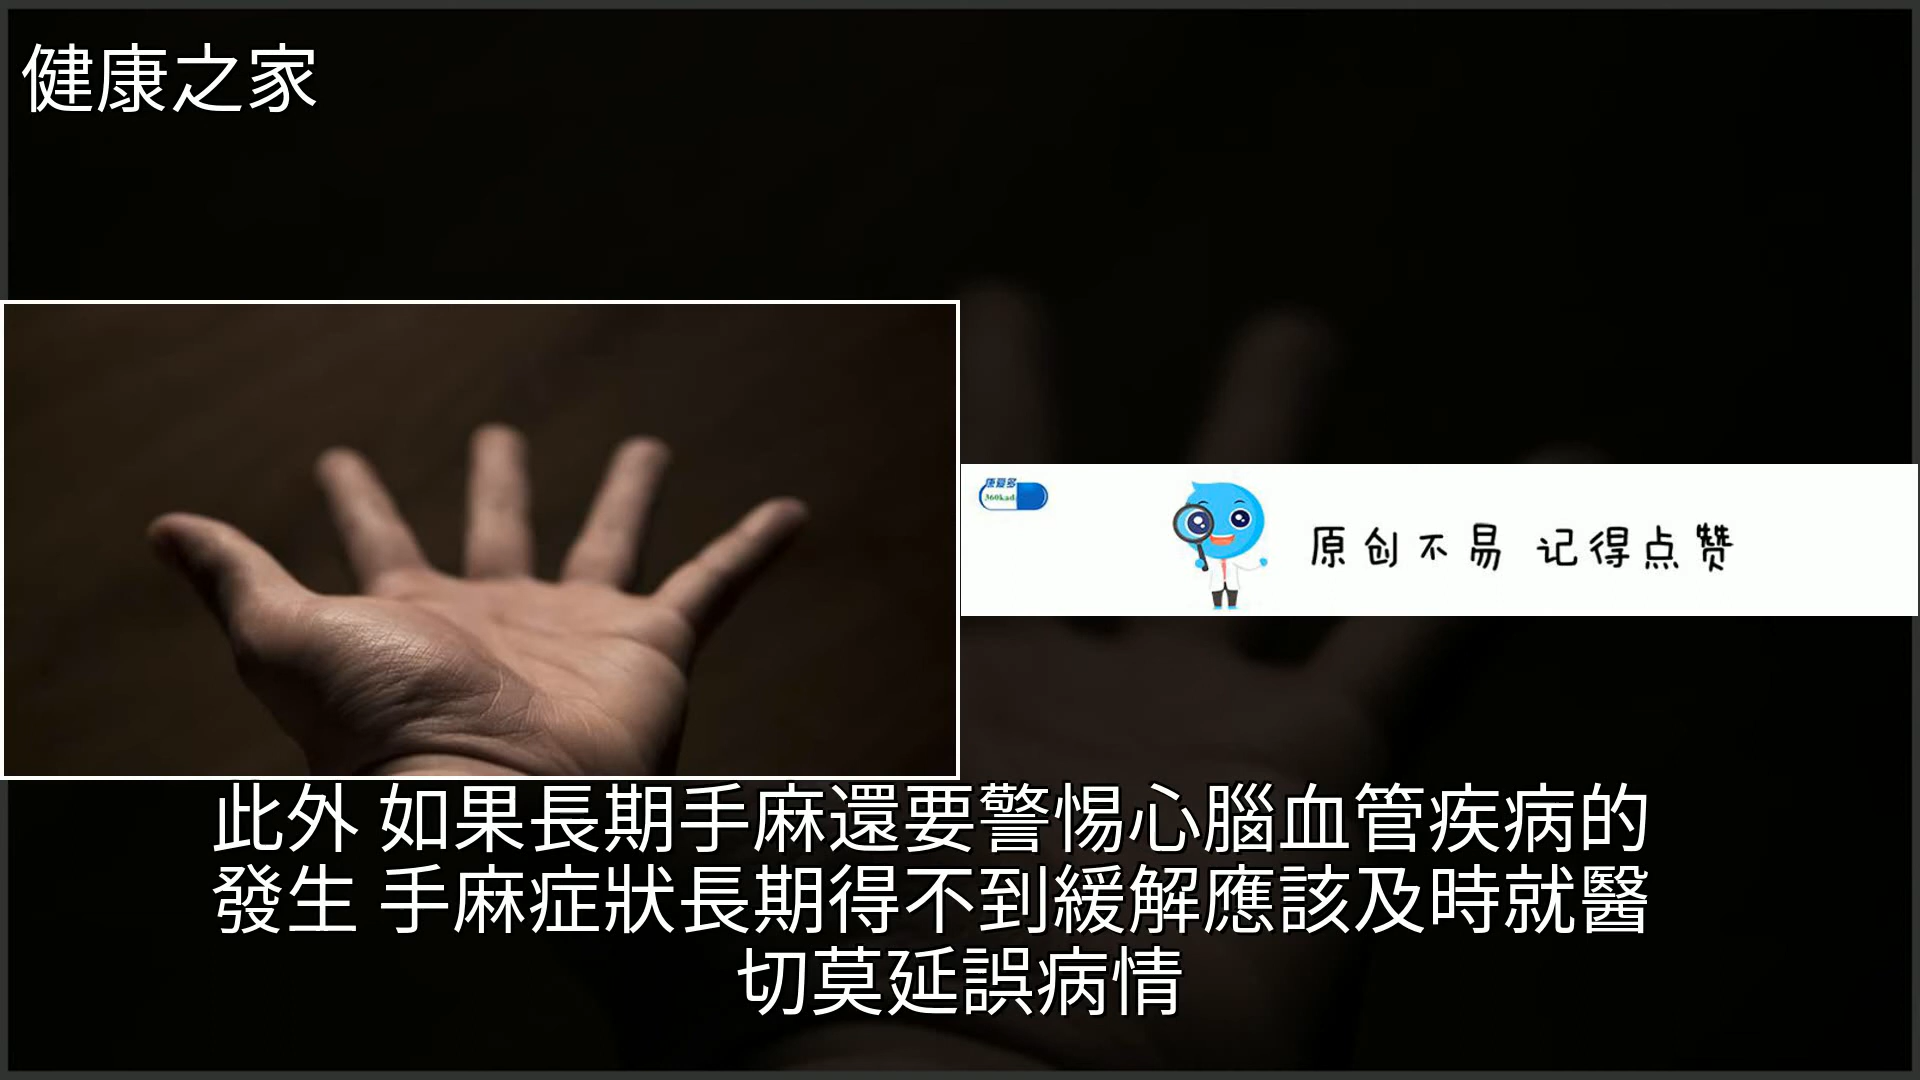 健康之家
康爱多
360kad
原创不易 记得点赞
此外 如果長期手麻還要警惕心腦血管疾病的
發生 手麻症狀長期得不到緩解應該及時就醫
切莫延誤病情